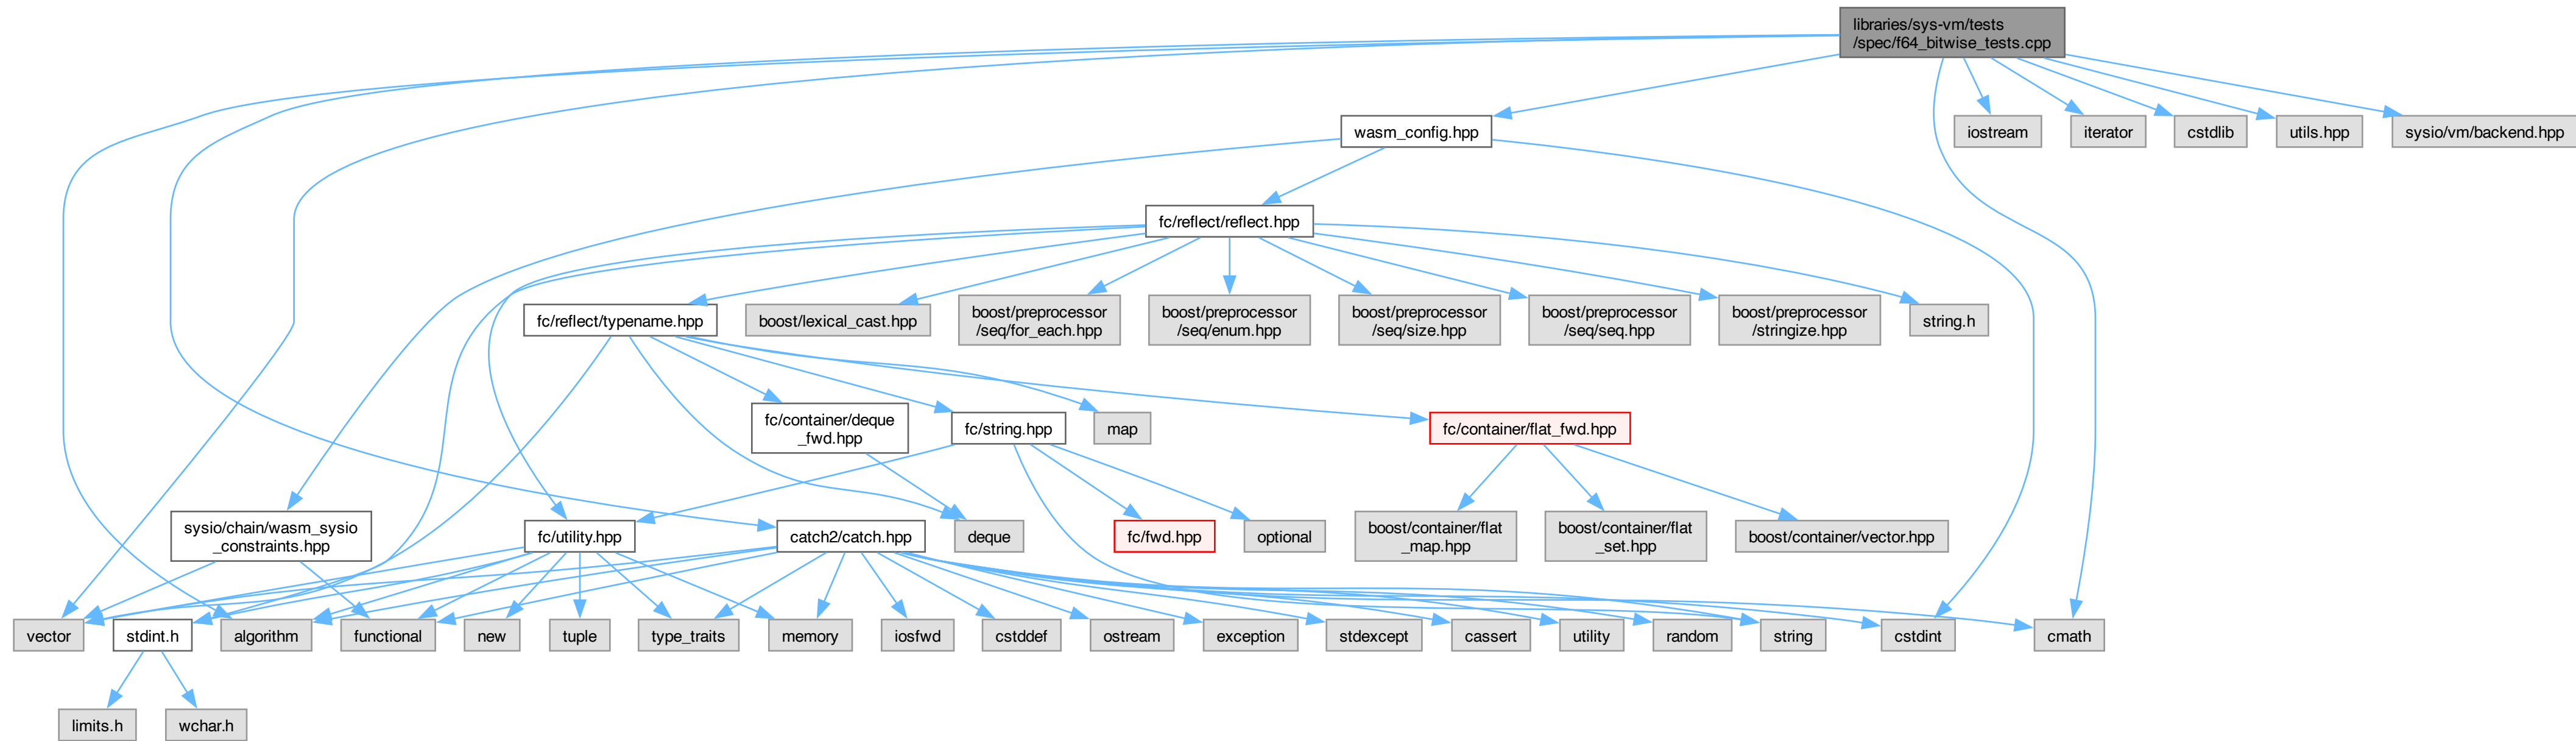 libraries/sys-vm/tests
/spec/f64_bitwise_tests.cpp
wasm_config.hpp
iostream
iterator
cstdlib
utils.hpp
sysio/vm/backend.hpp
fc/reflect/reflect.hpp
fc/reflect/typename.hpp
boost/lexical_cast.hpp
boost/preprocessor
/seq/for_each.hpp
boost/preprocessor
/seq/enum.hpp
boost/preprocessor
/seq/size.hpp
boost/preprocessor
/seq/seq.hpp
boost/preprocessor
/stringize.hpp
string.h
fc/container/deque
_fwd.hpp
fc/string.hpp
map
fc/container/flat_fwd.hpp
sysio/chain/wasm_sysio
_constraints.hpp
fc/utility.hpp
catch2/catch.hpp
deque
fc/fwd.hpp
optional
boost/container/flat
_map.hpp
boost/container/flat
_set.hpp
boost/container/vector.hpp
vector
stdint.h
algorithm
functional
new
tuple
type_traits
memory
iosfwd
cstddef
ostream
exception
stdexcept
cassert
utility
random
string
cstdint
cmath
limits.h
wchar.h